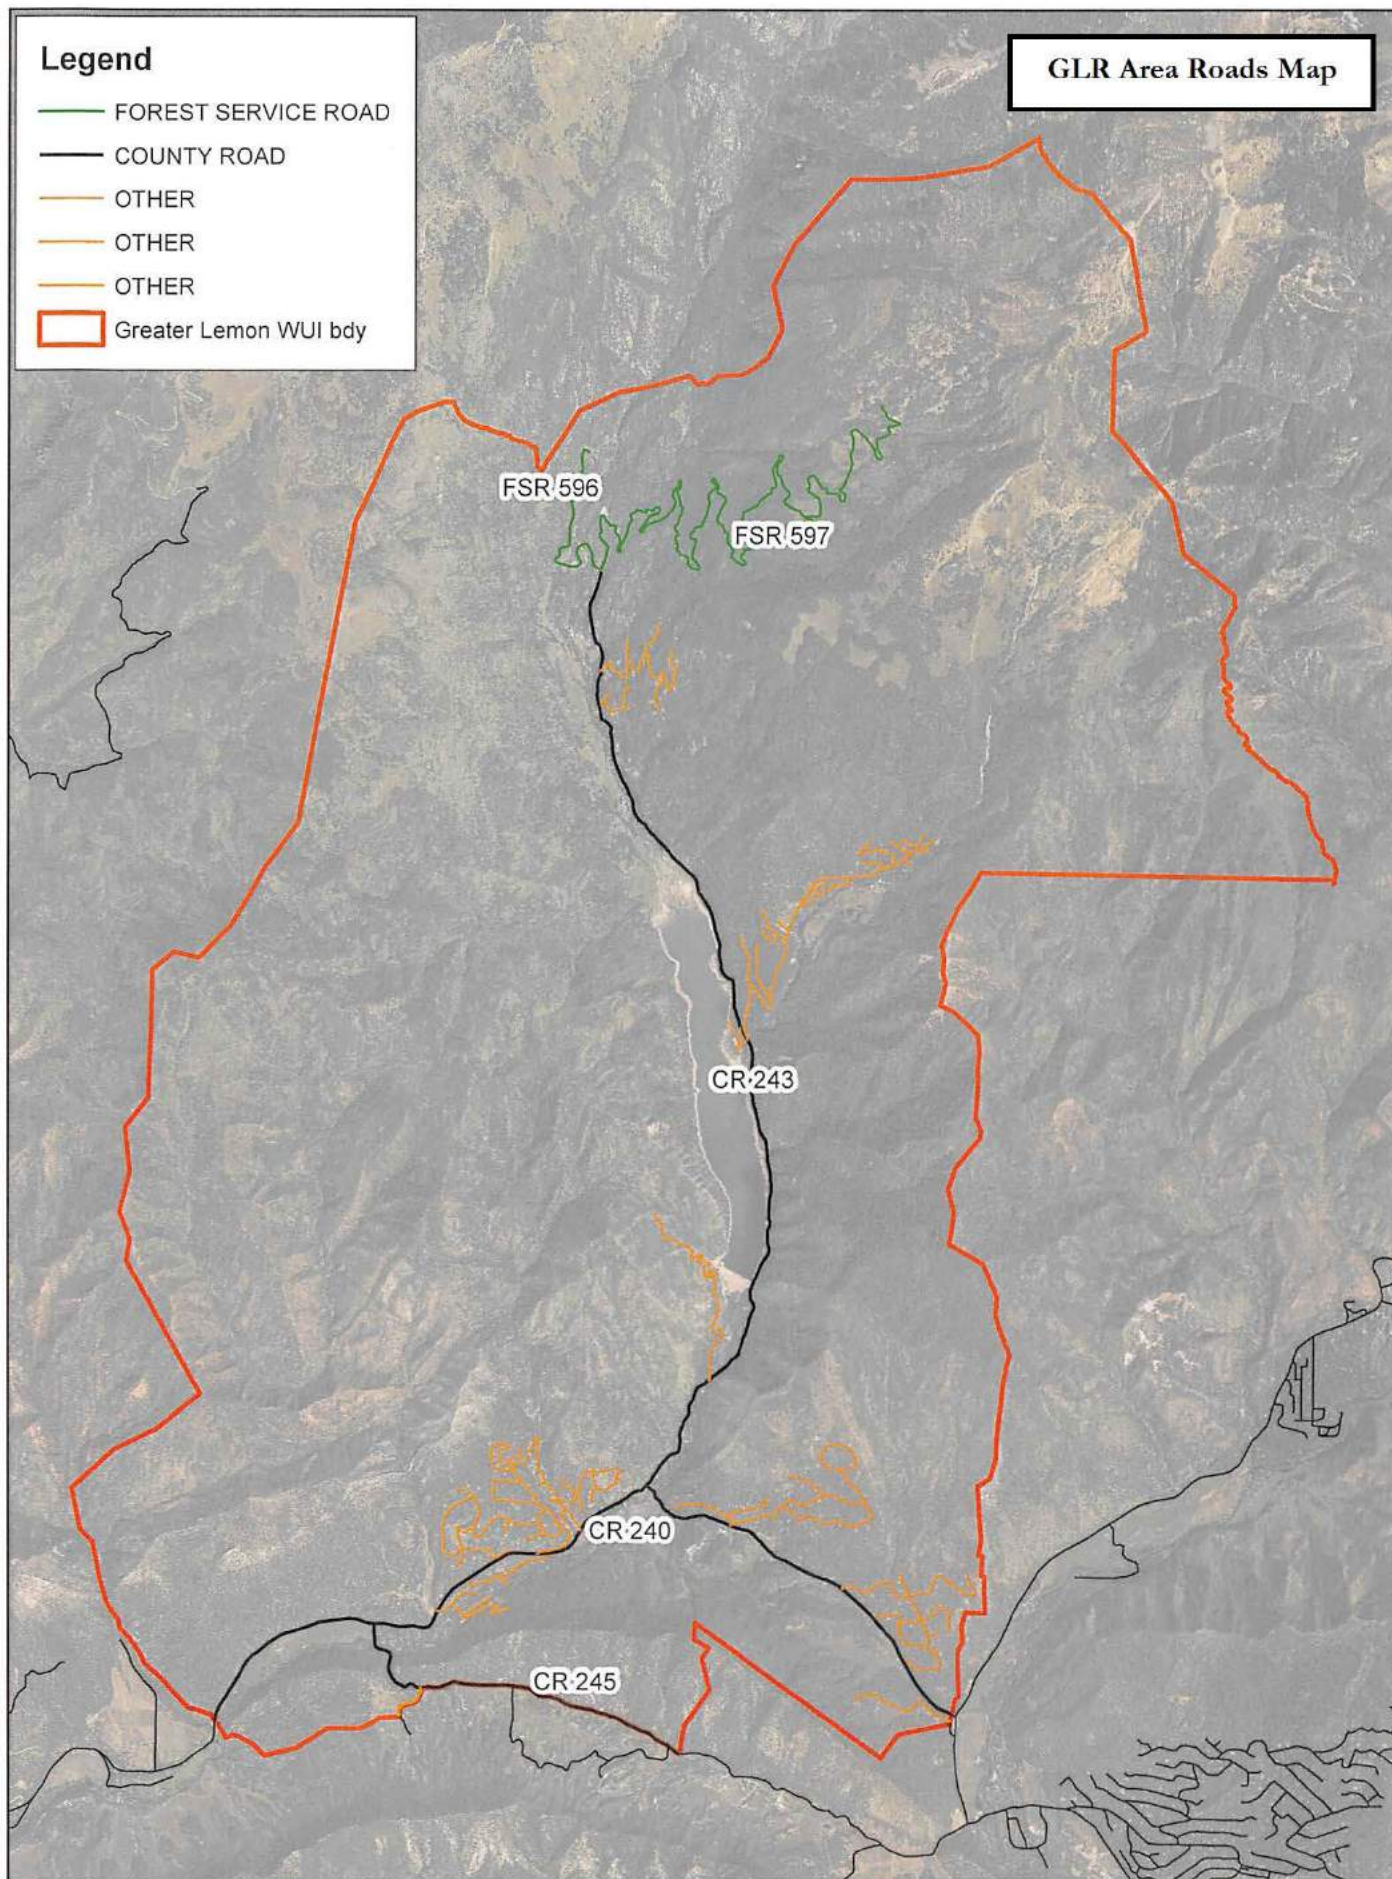 Legend
FOREST SERVICE ROAD
COUNTY ROAD
OTHER
OTHER
OTHER
Greater Lemon WUI bdy
GLR Area Roads Map
FSR 596
FSR 597
CR 243
CR 240
CR 245